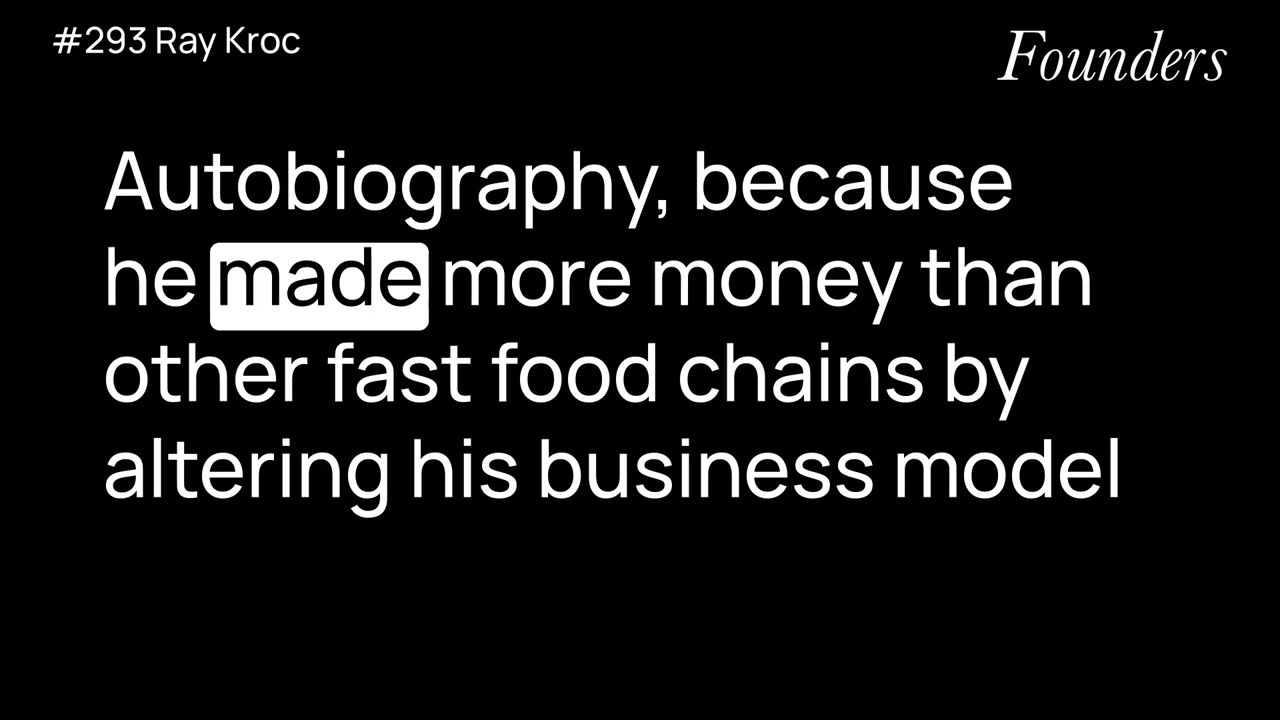 #293 Ray Kroc
Founders
Autobiography, because
he made more money than
other fast food chains by
altering his business model